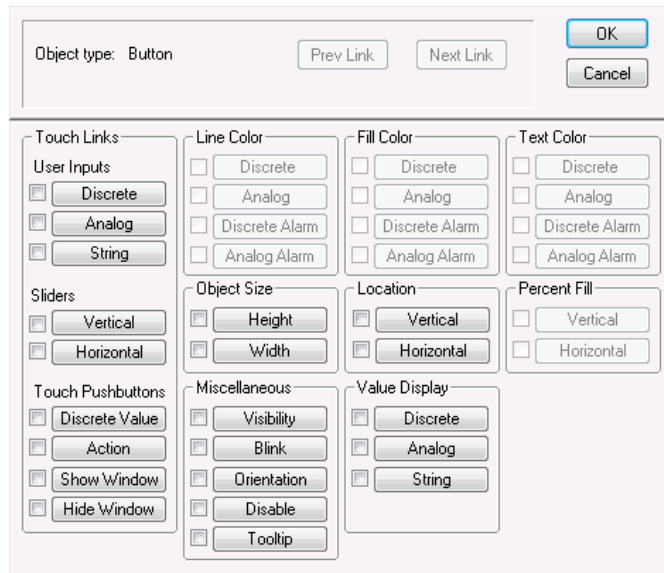 Object type: Button
Prev Link
Next Link
OK
Cancel
Touch Links
User Inputs
Discrete
Analog
String
Sliders
Vertical
Horizontal
Touch Pushbuttons
Discrete Value
Action
Show Window
Hide Window
Line Color
Discrete
Analog
Discrete Alarm
Analog Alarm
Object Size
Height
Width
Miscellaneous
Visibility
Blink
Orientation
Disable
Tooltip
Fill Color
Discrete
Analog
Discrete Alarm
Analog Alarm
Location
Vertical
Horizontal
Value Display
Discrete
Analog
String
Text Color
Discrete
Analog
Discrete Alarm
Analog Alarm
Percent Fill
Vertical
Horizontal